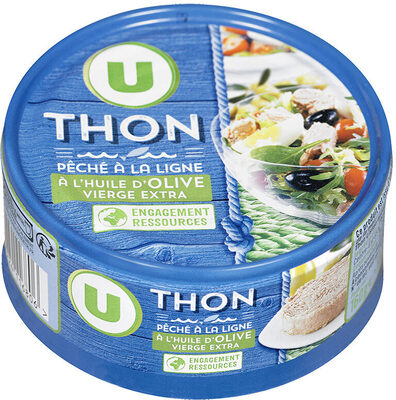 U
THON
PÊCHÉ À LA LIGNE
À L'HUILE D'OLIVE
VIERGE EXTRA
ENGAGEMENT
RESSOURCES
U
THON
PÊCHÉ À LA LIGNE
À L'HUILE D'OLIVE
VIERGE EXTRA
ENGAGEMENT
RESSOURCES